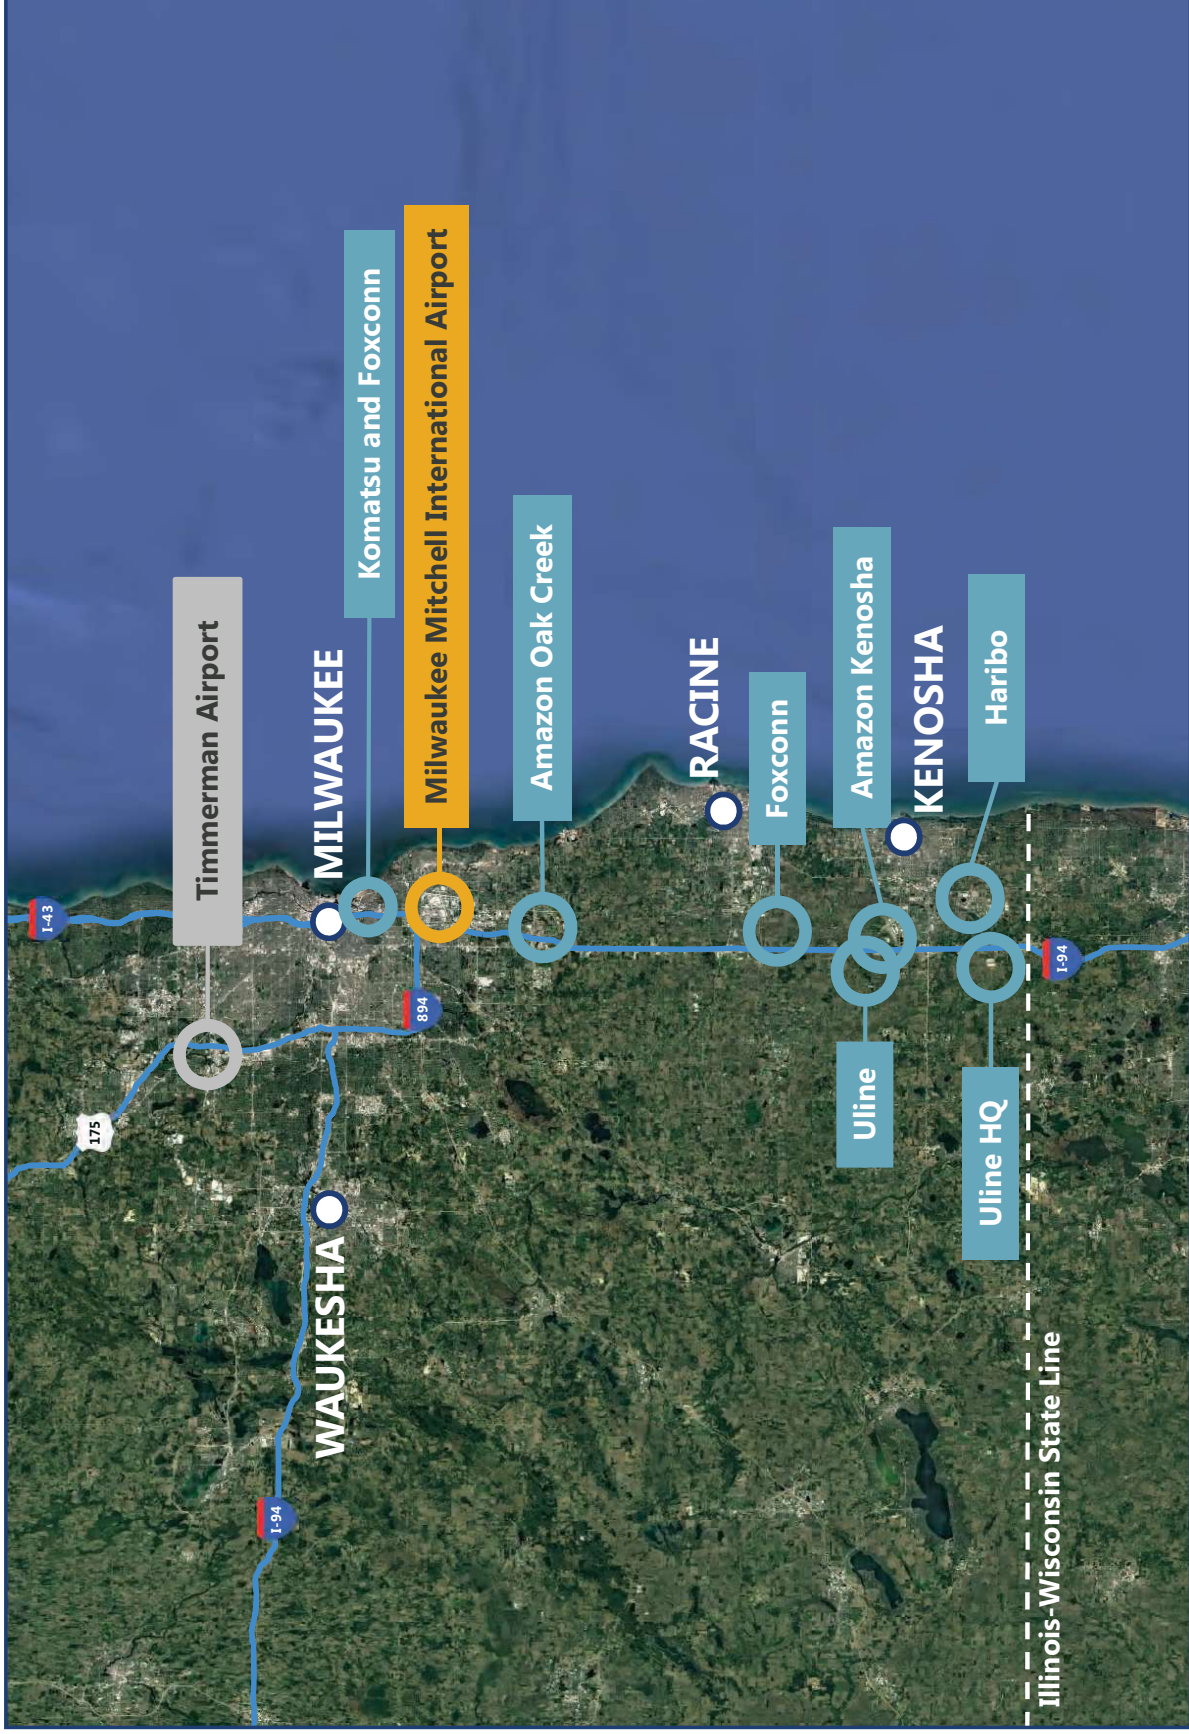 I-43
175
Timmerman Airport
I-94
WAUKESHA
MILWAUKEE
Komatsu and Foxconn
894
Milwaukee Mitchell International Airport
Amazon Oak Creek
RACINE
Foxconn
Uline
Amazon Kenosha
KENOSHA
Uline HQ
Haribo
I-94
Illinois-Wisconsin State Line